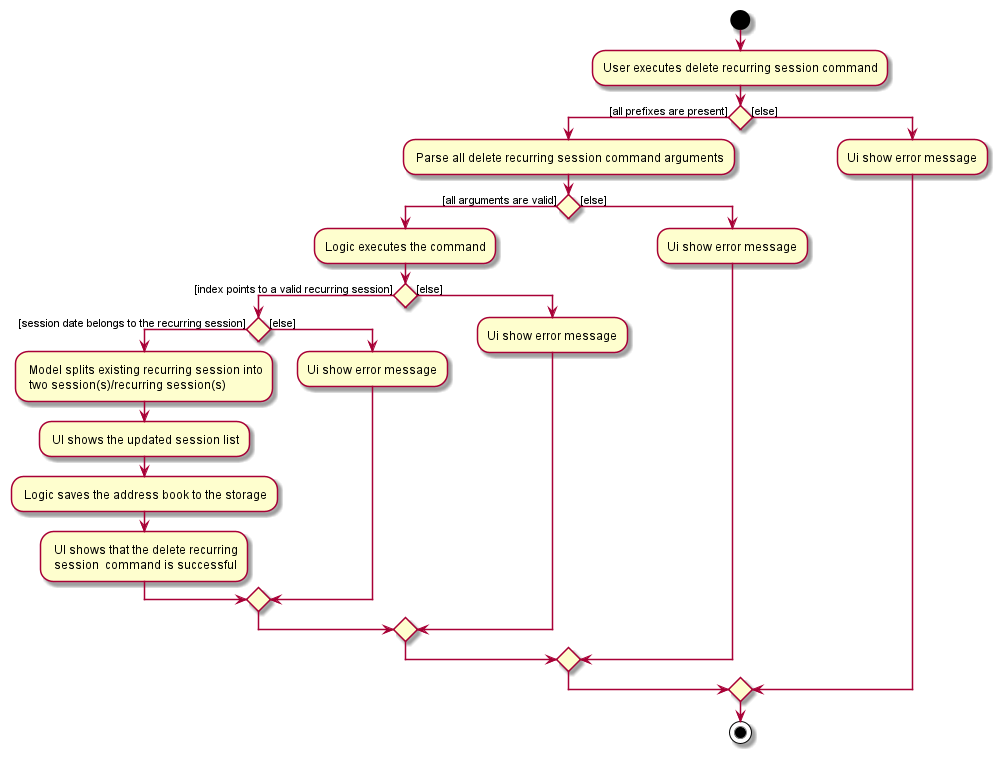 User executes delete recurring session command
[all prefixes are present]
[else]
Parse all delete recurring session command arguments
Ui show error message
[all arguments are valid]
[else]
Logic executes the command
Ui show error message
[index points to a valid recurring session]
[else]
[session date belongs to the recurring session]
[else]
Ui show error message
Model splits existing recurring session into
two session(s)/recurring session(s)
Ui show error message
UI shows the updated session list
Logic saves the address book to the storage
UI shows that the delete recurring
session  command is successful